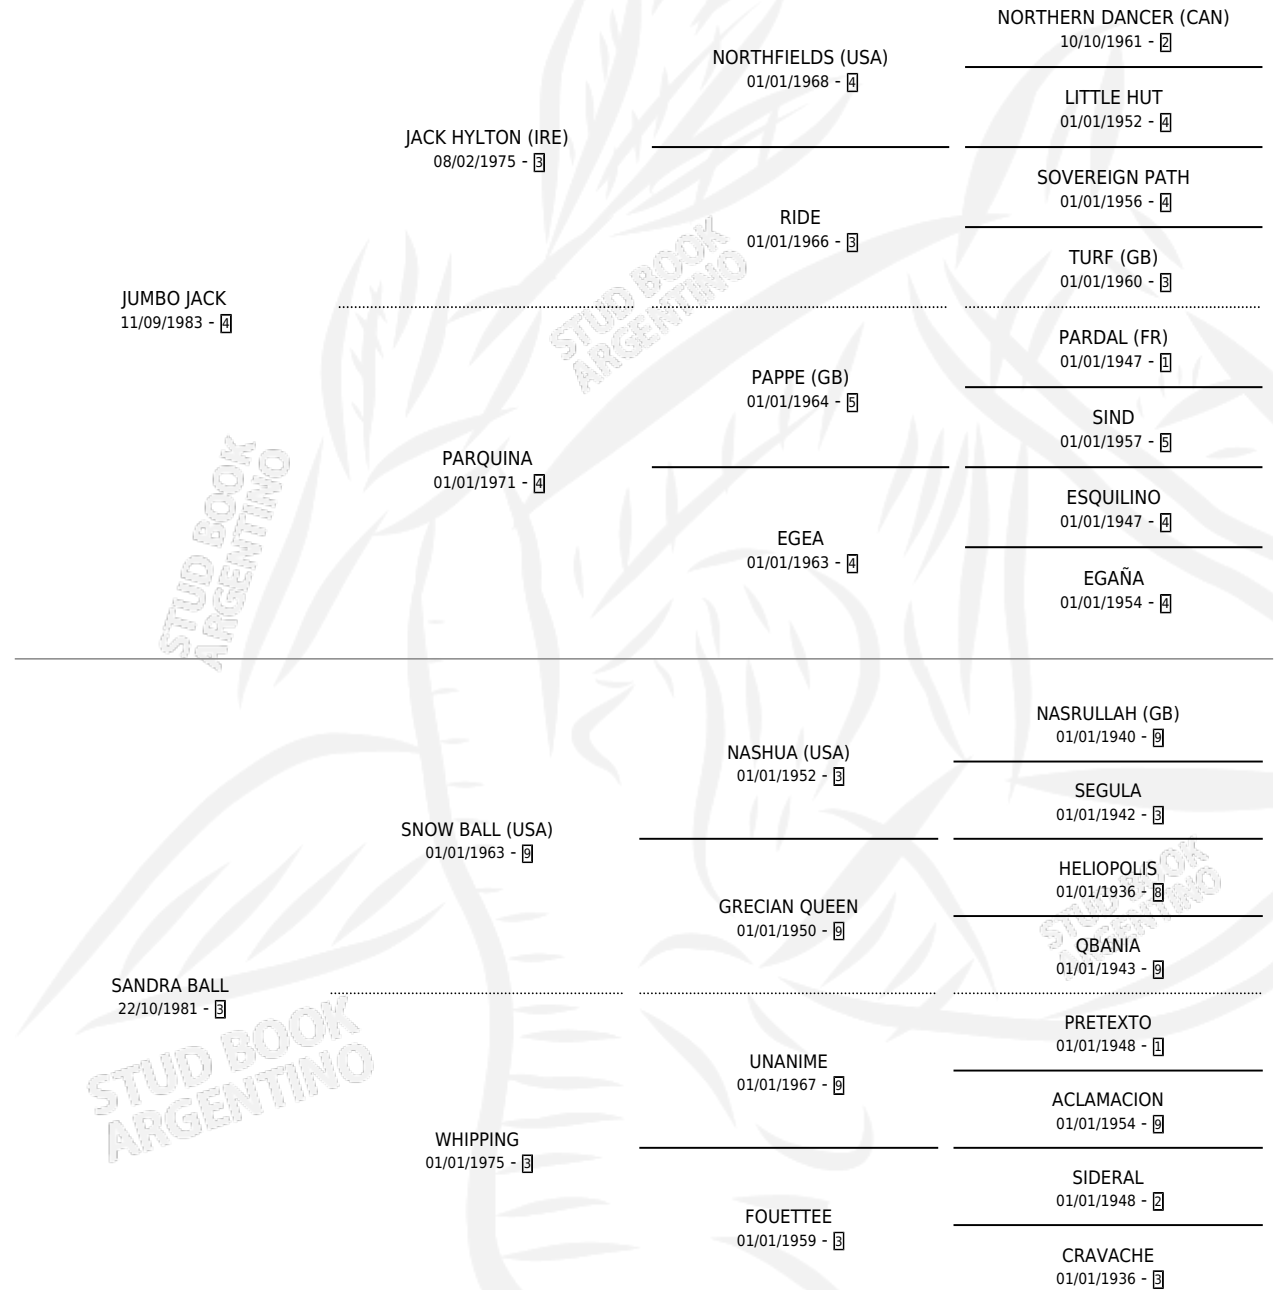 NORTHERN DANCER (CAN)
10/10/1961 - 2
NORTHFIELDS (USA)
01/01/1968 - 4
LITTLE HUT
01/01/1952 - 4
JACK HYLTON (IRE)
08/02/1975 - 3
SOVEREIGN PATH
01/01/1956 - 4
RIDE
01/01/1966 - 3
TURF (GB)
01/01/1960 - 3
JUMBO JACK
11/09/1983 - 4
PARDAL (FR)
01/01/1947 - 1
PAPPE (GB)
01/01/1964 - 5
SIND
01/01/1957 - 5
PARQUINA
01/01/1971 - 4
ESQUILINO
01/01/1947 - 4
EGEA
01/01/1963 - 4
EGAÑA
01/01/1954 - 4
STUD BOOK
ARGENTINO
STUD BOOK
ARGENTINO
NASRULLAH (GB)
01/01/1940 - 9
NASHUA (USA)
01/01/1952 - 3
SEGULA
01/01/1942 - 3
SNOW BALL (USA)
01/01/1963 - 9
HELIOPOLIS
01/01/1936 - 8
GRECIAN QUEEN
01/01/1950 - 9
QBANIA
01/01/1943 - 9
SANDRA BALL
22/10/1981 - 3
PRETEXTO
01/01/1948 - 1
UNANIME
01/01/1967 - 9
ACLAMACION
01/01/1954 - 9
WHIPPING
01/01/1975 - 3
SIDERAL
01/01/1948 - 2
FOUETTEE
01/01/1959 - 3
CRAVACHE
01/01/1936 - 3
STUD BOOK
ARGENTINO
STUD BOOK
ARGENTINO